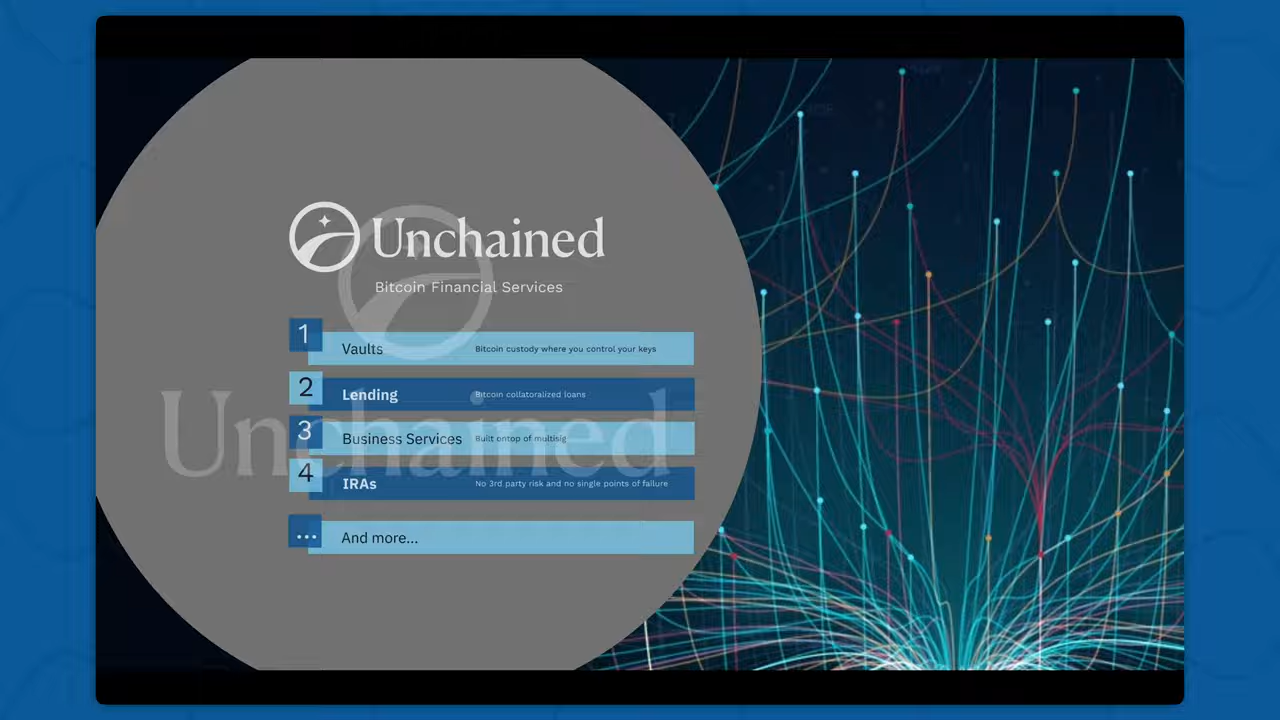 Unchained
Bitcoin Financial Services
1 Vaults Bitcoin custody where you control your keys
2 Lending Bitcoin collatoralized loans
3 Business Services Built ontop of multisig
4 IRAs No 3rd party risk and no single points of failure
... And more...
Unchained